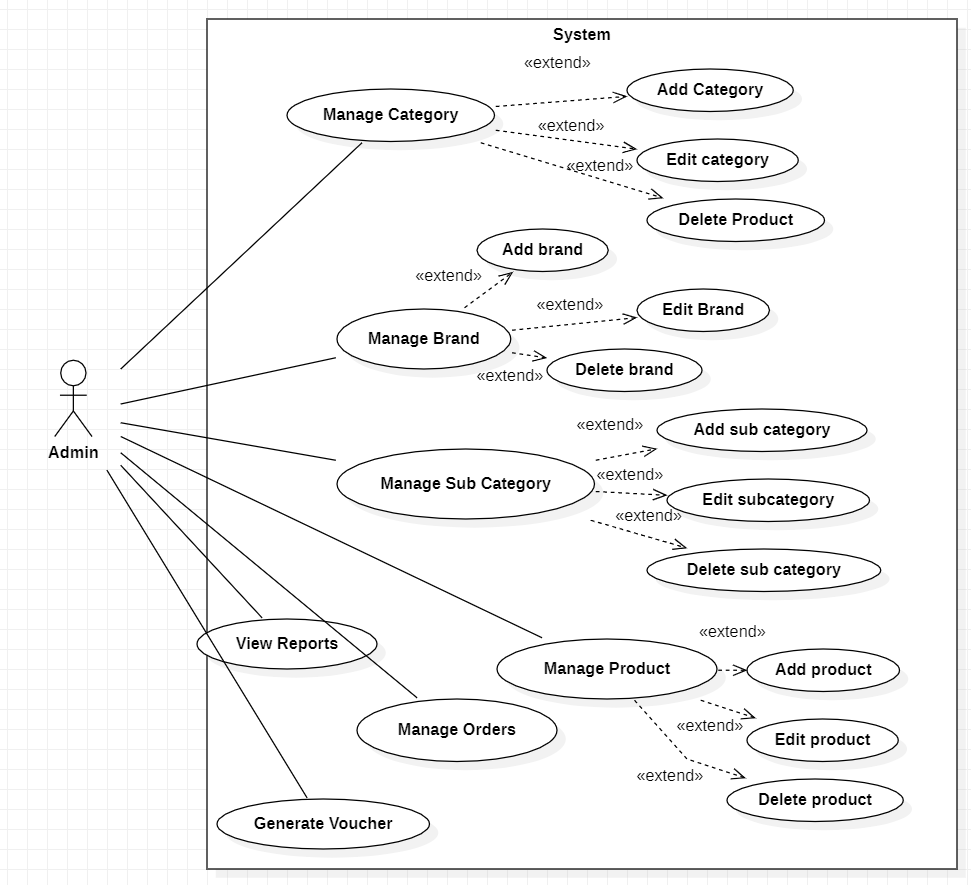 System
«extend»
Add Category
Manage Category
«extend»
Edit category
«extend»
Delete Product
Add brand
«extend»
«extend»
Edit Brand
Manage Brand
«extend»
Delete brand
Admin
«extend»
Add sub category
Manage Sub Category
«extend»
Edit subcategory
«extend»
Delete sub category
View Reports
«extend»
Manage Product
Add product
Manage Orders
«extend»
Edit product
«extend»
Delete product
Generate Voucher